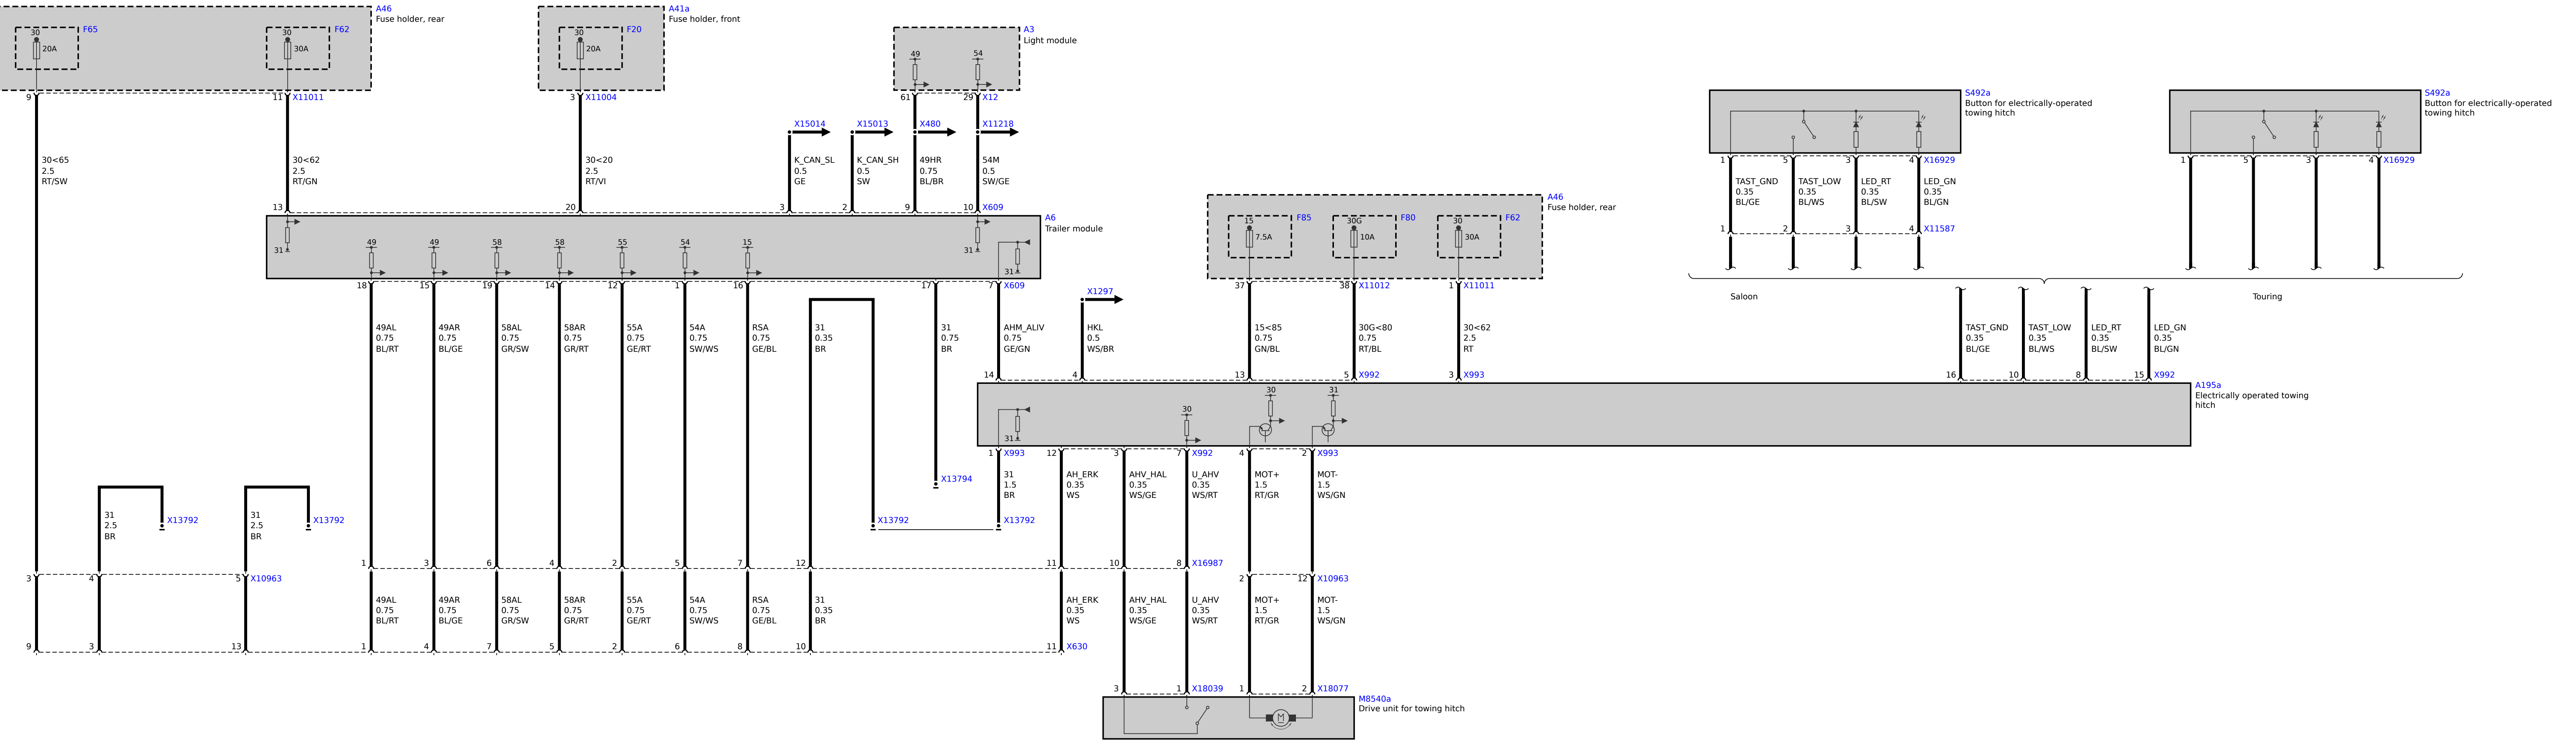 A46
Fuse holder, rear
F65
30
20A
F62
30
30A
A41a
Fuse holder, front
F20
30
20A
A3
Light module
49
54
9
11
X11011
3
X11004
61
29
X12
X15014
X15013
X480
X11218
30<65
2.5
RT/SW
30<62
2.5
RT/GN
30<20
2.5
RT/VI
K_CAN_SL
0.5
GE
K_CAN_SH
0.5
SW
49HR
0.75
BL/BR
54M
0.5
SW/GE
13
20
3
2
9
10
X609
A6
Trailer module
31
49
49
58
58
55
54
15
31
31
18
15
19
14
12
1
16
17
7
X609
49AL
0.75
BL/RT
49AR
0.75
BL/GE
58AL
0.75
GR/SW
58AR
0.75
GR/RT
55A
0.75
GE/RT
54A
0.75
SW/WS
RSA
0.75
GE/BL
31
0.35
BR
31
0.75
BR
AHM_ALIV
0.75
GE/GN
X1297
HKL
0.5
WS/BR
A46
Fuse holder, rear
F85
15
7.5A
F80
30G
10A
F62
30
30A
37
38
X11012
1
X11011
15<85
0.75
GN/BL
30G<80
0.75
RT/BL
30<62
2.5
RT
14
4
13
5
X992
3
X993
S492a
Button for electrically-operated
towing hitch
1
5
3
4
X16929
TAST_GND
0.35
BL/GE
TAST_LOW
0.35
BL/WS
LED_RT
0.35
BL/SW
LED_GN
0.35
BL/GN
1
2
3
4
X11587
S492a
Button for electrically-operated
towing hitch
1
5
3
4
X16929
Saloon
Touring
TAST_GND
0.35
BL/GE
TAST_LOW
0.35
BL/WS
LED_RT
0.35
BL/SW
LED_GN
0.35
BL/GN
16
10
8
15
X992
A195a
Electrically operated towing
hitch
31
30
30
31
1
X993
12
3
7
X992
4
2
X993
X13794
31
1.5
BR
AH_ERK
0.35
WS
AHV_HAL
0.35
WS/GE
U_AHV
0.35
WS/RT
MOT+
1.5
RT/GR
MOT-
1.5
WS/GN
31
2.5
BR
X13792
31
2.5
BR
X13792
X13792
X13792
3
4
5
X10963
1
3
6
4
2
5
7
12
11
10
8
X16987
2
12
X10963
49AL
0.75
BL/RT
49AR
0.75
BL/GE
58AL
0.75
GR/SW
58AR
0.75
GR/RT
55A
0.75
GE/RT
54A
0.75
SW/WS
RSA
0.75
GE/BL
31
0.35
BR
AH_ERK
0.35
WS
AHV_HAL
0.35
WS/GE
U_AHV
0.35
WS/RT
MOT+
1.5
RT/GR
MOT-
1.5
WS/GN
9
3
13
1
4
7
5
2
6
8
10
11
X630
3
1
X18039
1
2
X18077
M8540a
Drive unit for towing hitch
M